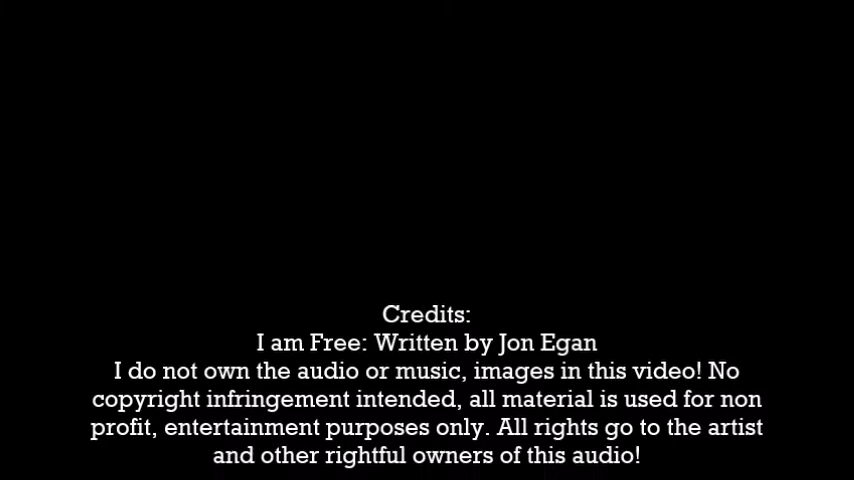 Credits:
I am Free: Written by Jon Egan
I do not own the audio or music, images in this video! No
copyright infringement intended, all material is used for non
profit, entertainment purposes only. All rights go to the artist
and other rightful owners of this audio!